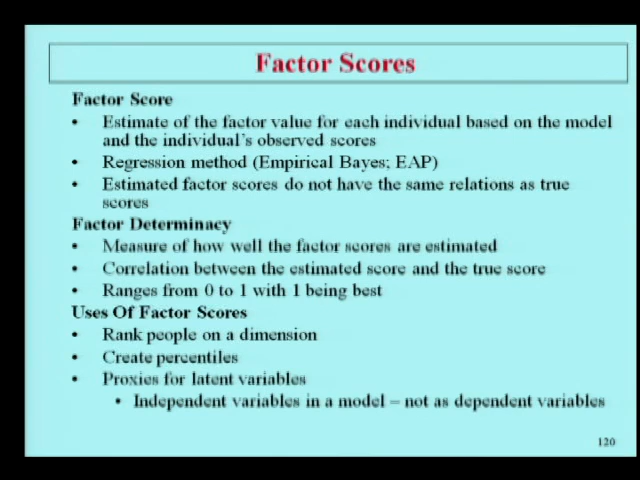 Factor Scores
Factor Score
• Estimate of the factor value for each individual based on the model
and the individual's observed scores
• Regression method (Empirical Bayes; EAP)
• Estimated factor scores do not have the same relations as true
scores
Factor Determinacy
• Measure of how well the factor scores are estimated
• Correlation between the estimated score and the true score
• Ranges from 0 to 1 with 1 being best
Uses Of Factor Scores
• Rank people on a dimension
• Create percentiles
• Proxies for latent variables
• Independent variables in a model – not as dependent variables
120